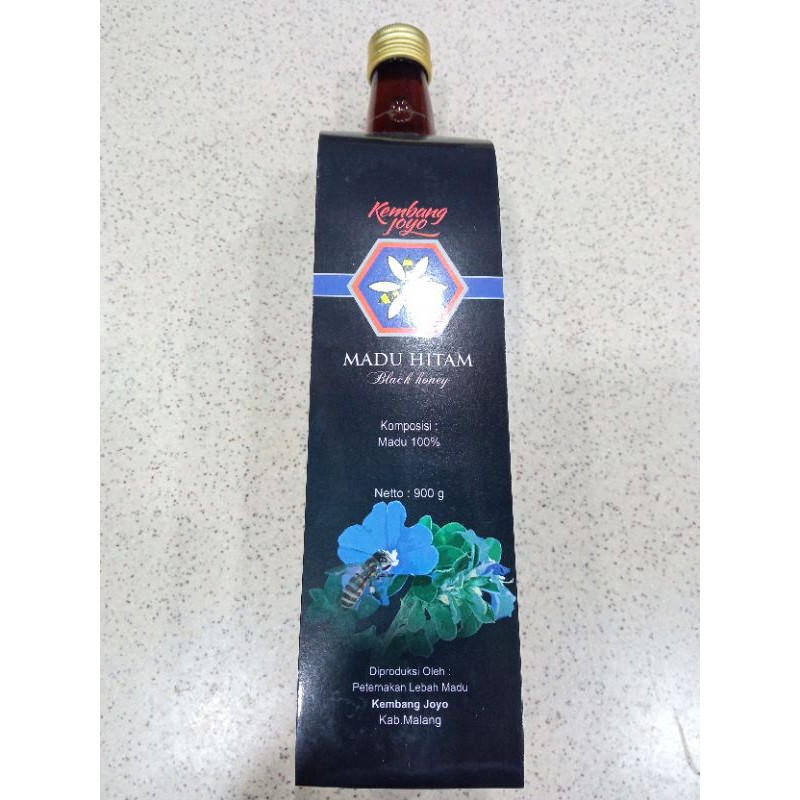 Kembang
Joyo
MADU HITAM
Black honey
Komposisi :
Madu 100%
Netto : 900 g
Diproduksi Oleh :
Peternakan Lebah Madu
Kembang Joyo
Kab.Malang